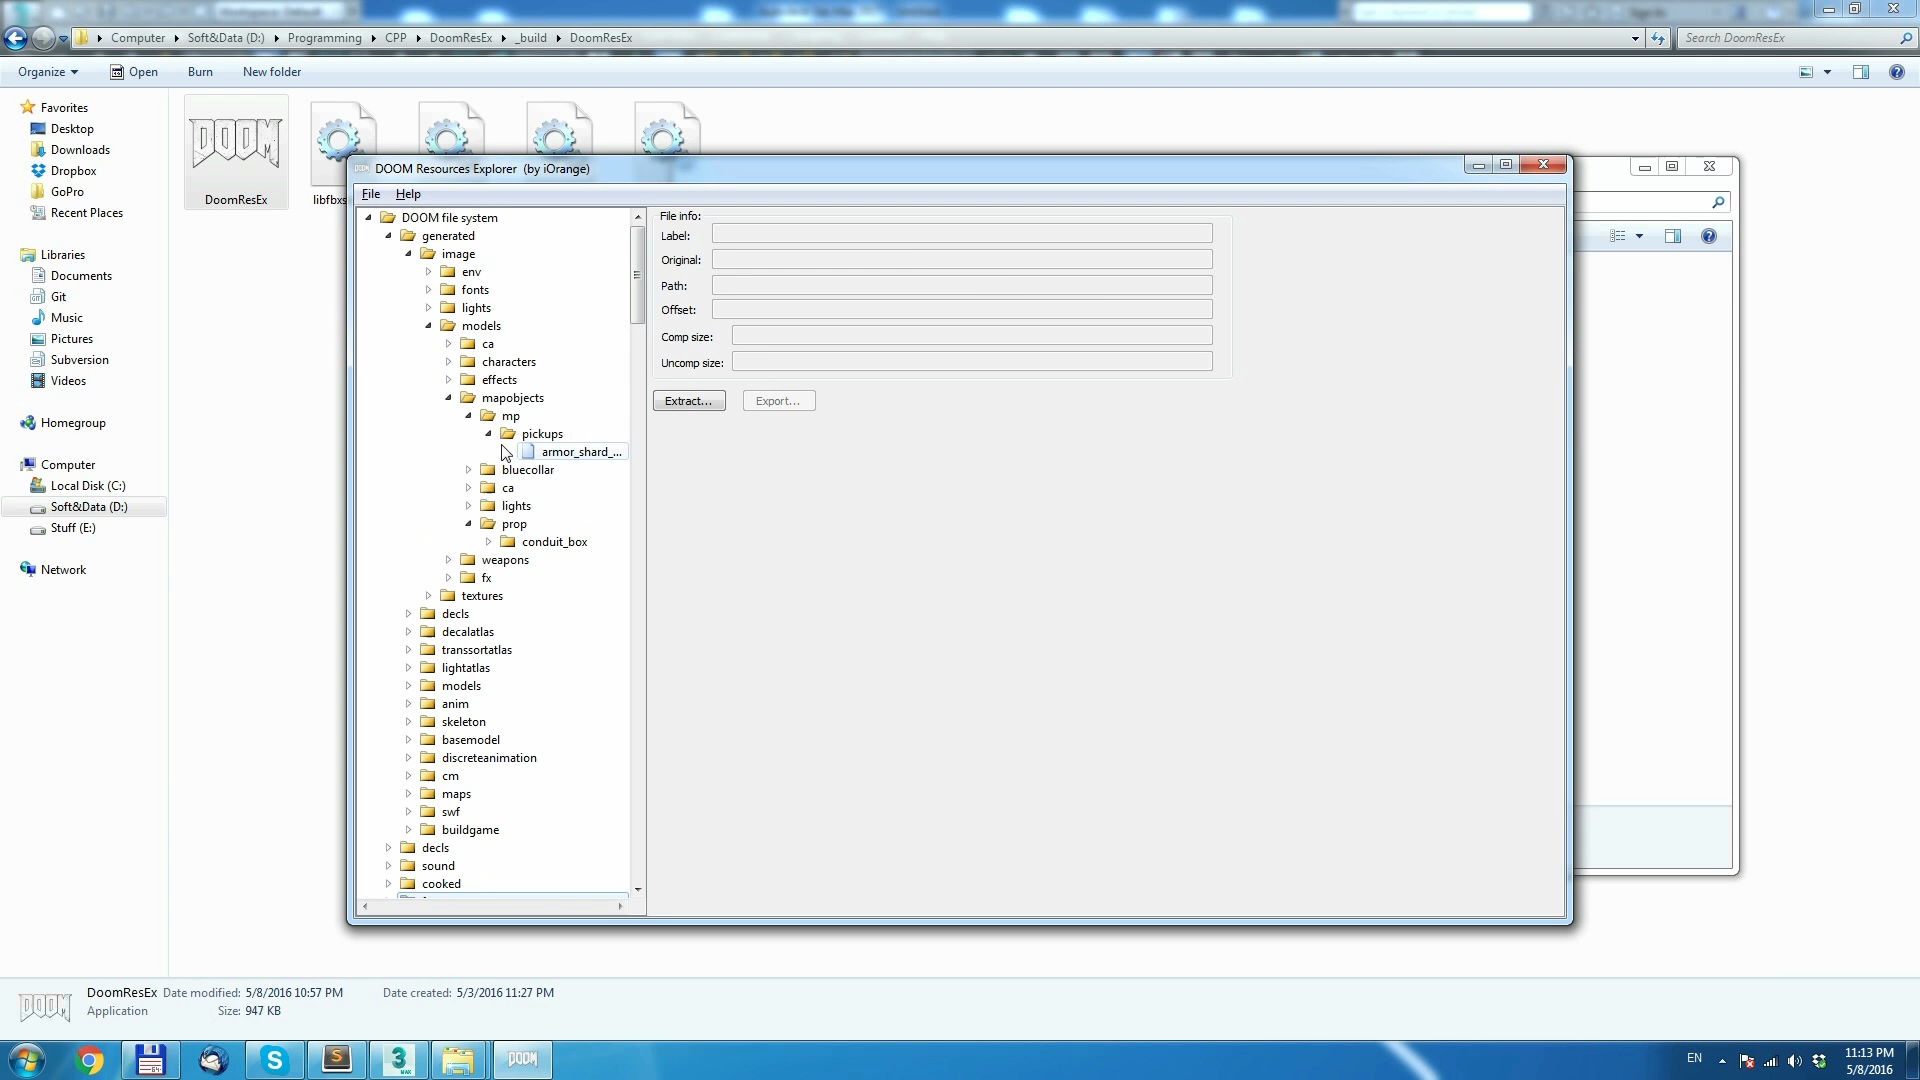 Computer
Soft&Data (D:)
Programming
CPP
DoomResEx
_build
DoomResEx
Search DoomResEx
Organize
Open
Burn
New folder
Favorites
Desktop
Downloads
Dropbox
GoPro
Recent Places
Libraries
Documents
Git
Music
Pictures
Subversion
Videos
Homegroup
Computer
Local Disk (C:)
Soft&Data (D:)
Stuff (E:)
Network
DOOM
DoomResEx
libfbxs
DOOM Resources Explorer (by iOrange)
File
Help
DOOM file system
generated
image
env
fonts
lights
models
ca
characters
effects
mapobjects
mp
pickups
armor_shard_...
bluecollar
ca
lights
prop
conduit_box
weapons
fx
textures
decls
decalatlas
transsortatlas
lightatlas
models
anim
skeleton
basemodel
discreteanimation
cm
maps
swf
buildgame
decls
sound
cooked
File info:
Label:
Original:
Path:
Offset:
Comp size:
Uncomp size:
Extract...
Export...
DOOM
DoomResEx Date modified: 5/8/2016 10:57 PM Date created: 5/3/2016 11:27 PM
Application Size: 947 KB
64
S
S
3
MAX
DOOM
EN
11:13 PM
5/8/2016